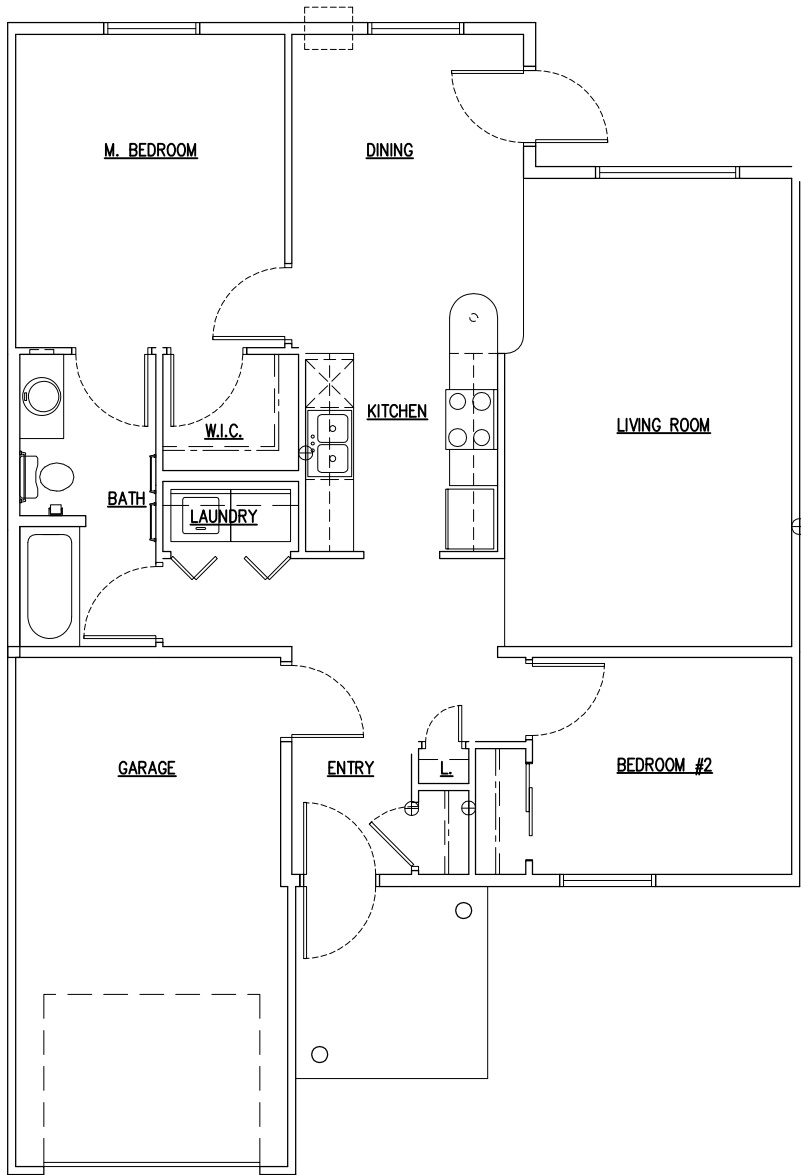 M. BEDROOM
DINING
KITCHEN
LIVING ROOM
W.I.C.
BATH
LAUNDRY
GARAGE
ENTRY
L.
BEDROOM #2